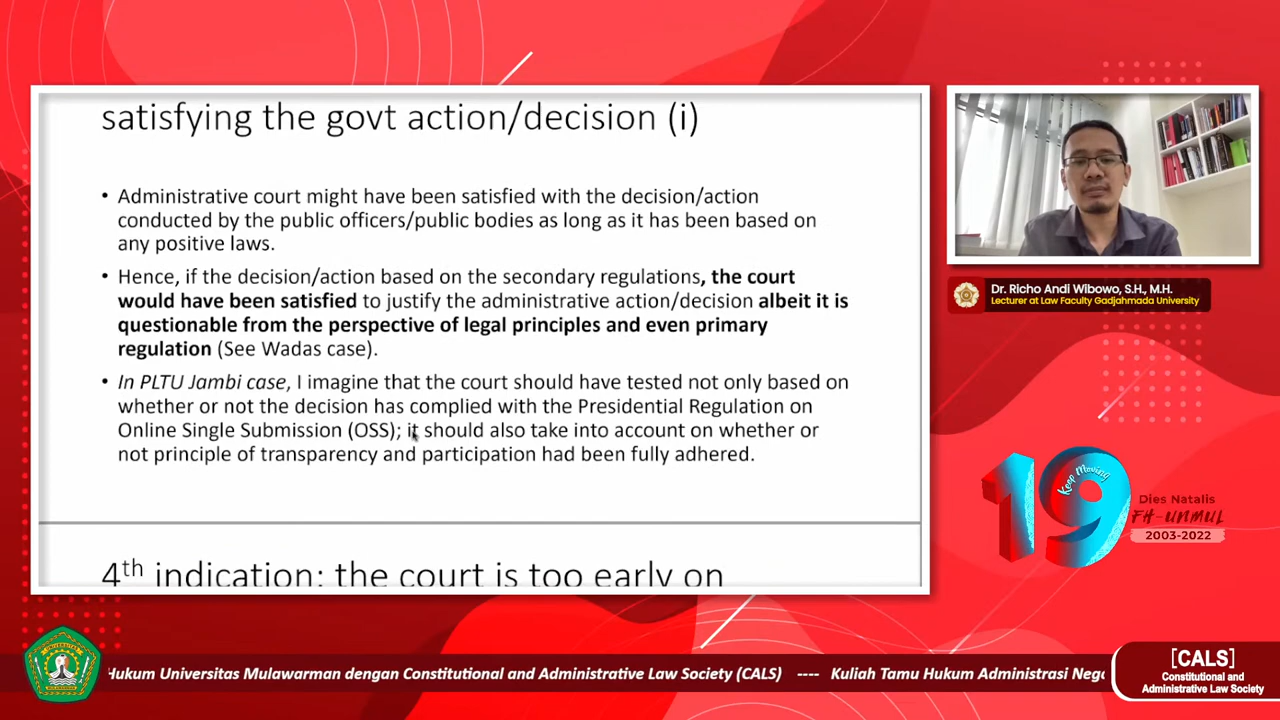 satisfying the govt action/decision (i)
• Administrative court might have been satisfied with the decision/action
conducted by the public officers/public bodies as long as it has been based on
any positive laws.
• Hence, if the decision/action based on the secondary regulations, the court
would have been satisfied to justify the administrative action/decision albeit it is
questionable from the perspective of legal principles and even primary
regulation (See Wadas case).
• In PLTU Jambi case, I imagine that the court should have tested not only based on
whether or not the decision has complied with the Presidential Regulation on
Online Single Submission (OSS); it should also take into account on whether or
not principle of transparency and participation had been fully adhered.
4th indication: the court is too early on
Dr. Richo Andi Wibowo, S.H., M.H.
Lecturer at Law Faculty Gadjahmada University
19
Keep Moving
Dies Natalis
FH-UNMUL
2003-2022
Hukum Universitas Mulawarman dengan Constitutional and Administrative Law Society (CALS) ---- Kuliah Tamu Hukum Administrasi Nega
[CALS]
Constitutional and
Administrative Law Society